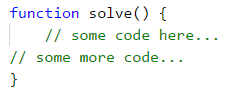 function solve() {
    // some code here...
// some more code...
}